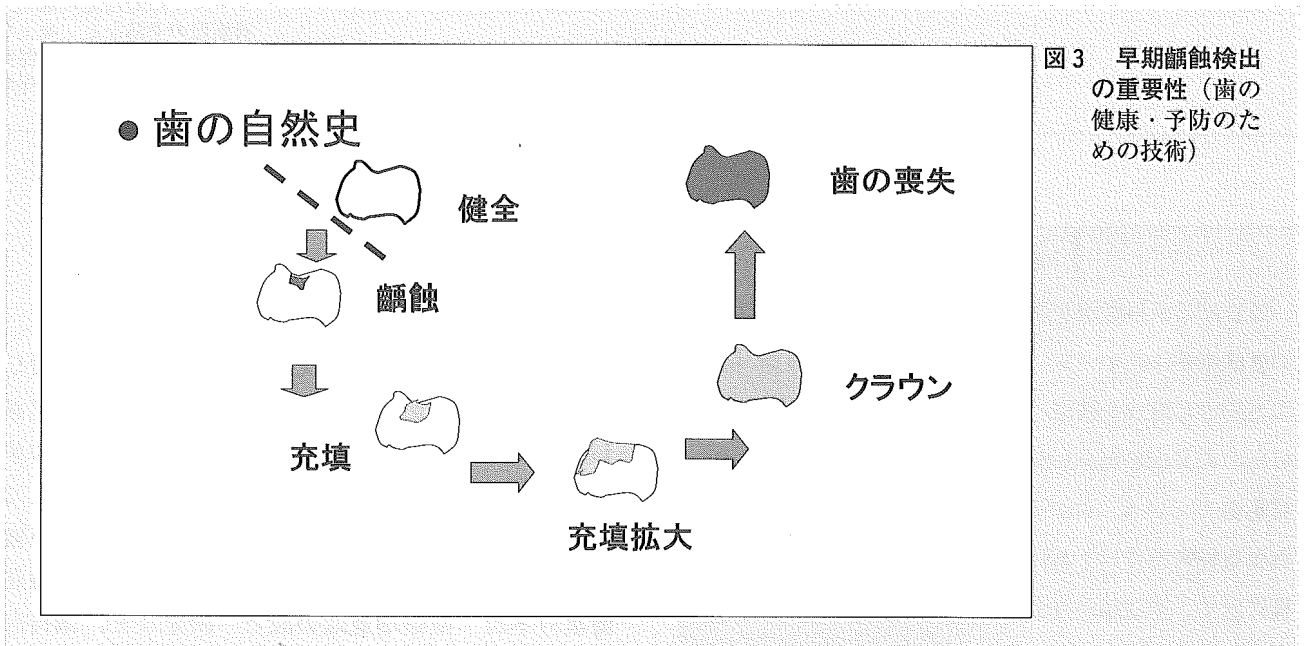 ● 歯の自然史
健全
齲蝕
充填
充填拡大
クラウン
歯の喪失
図3 早期齲蝕検出
の重要性（歯の
健康・予防のた
めの技術）